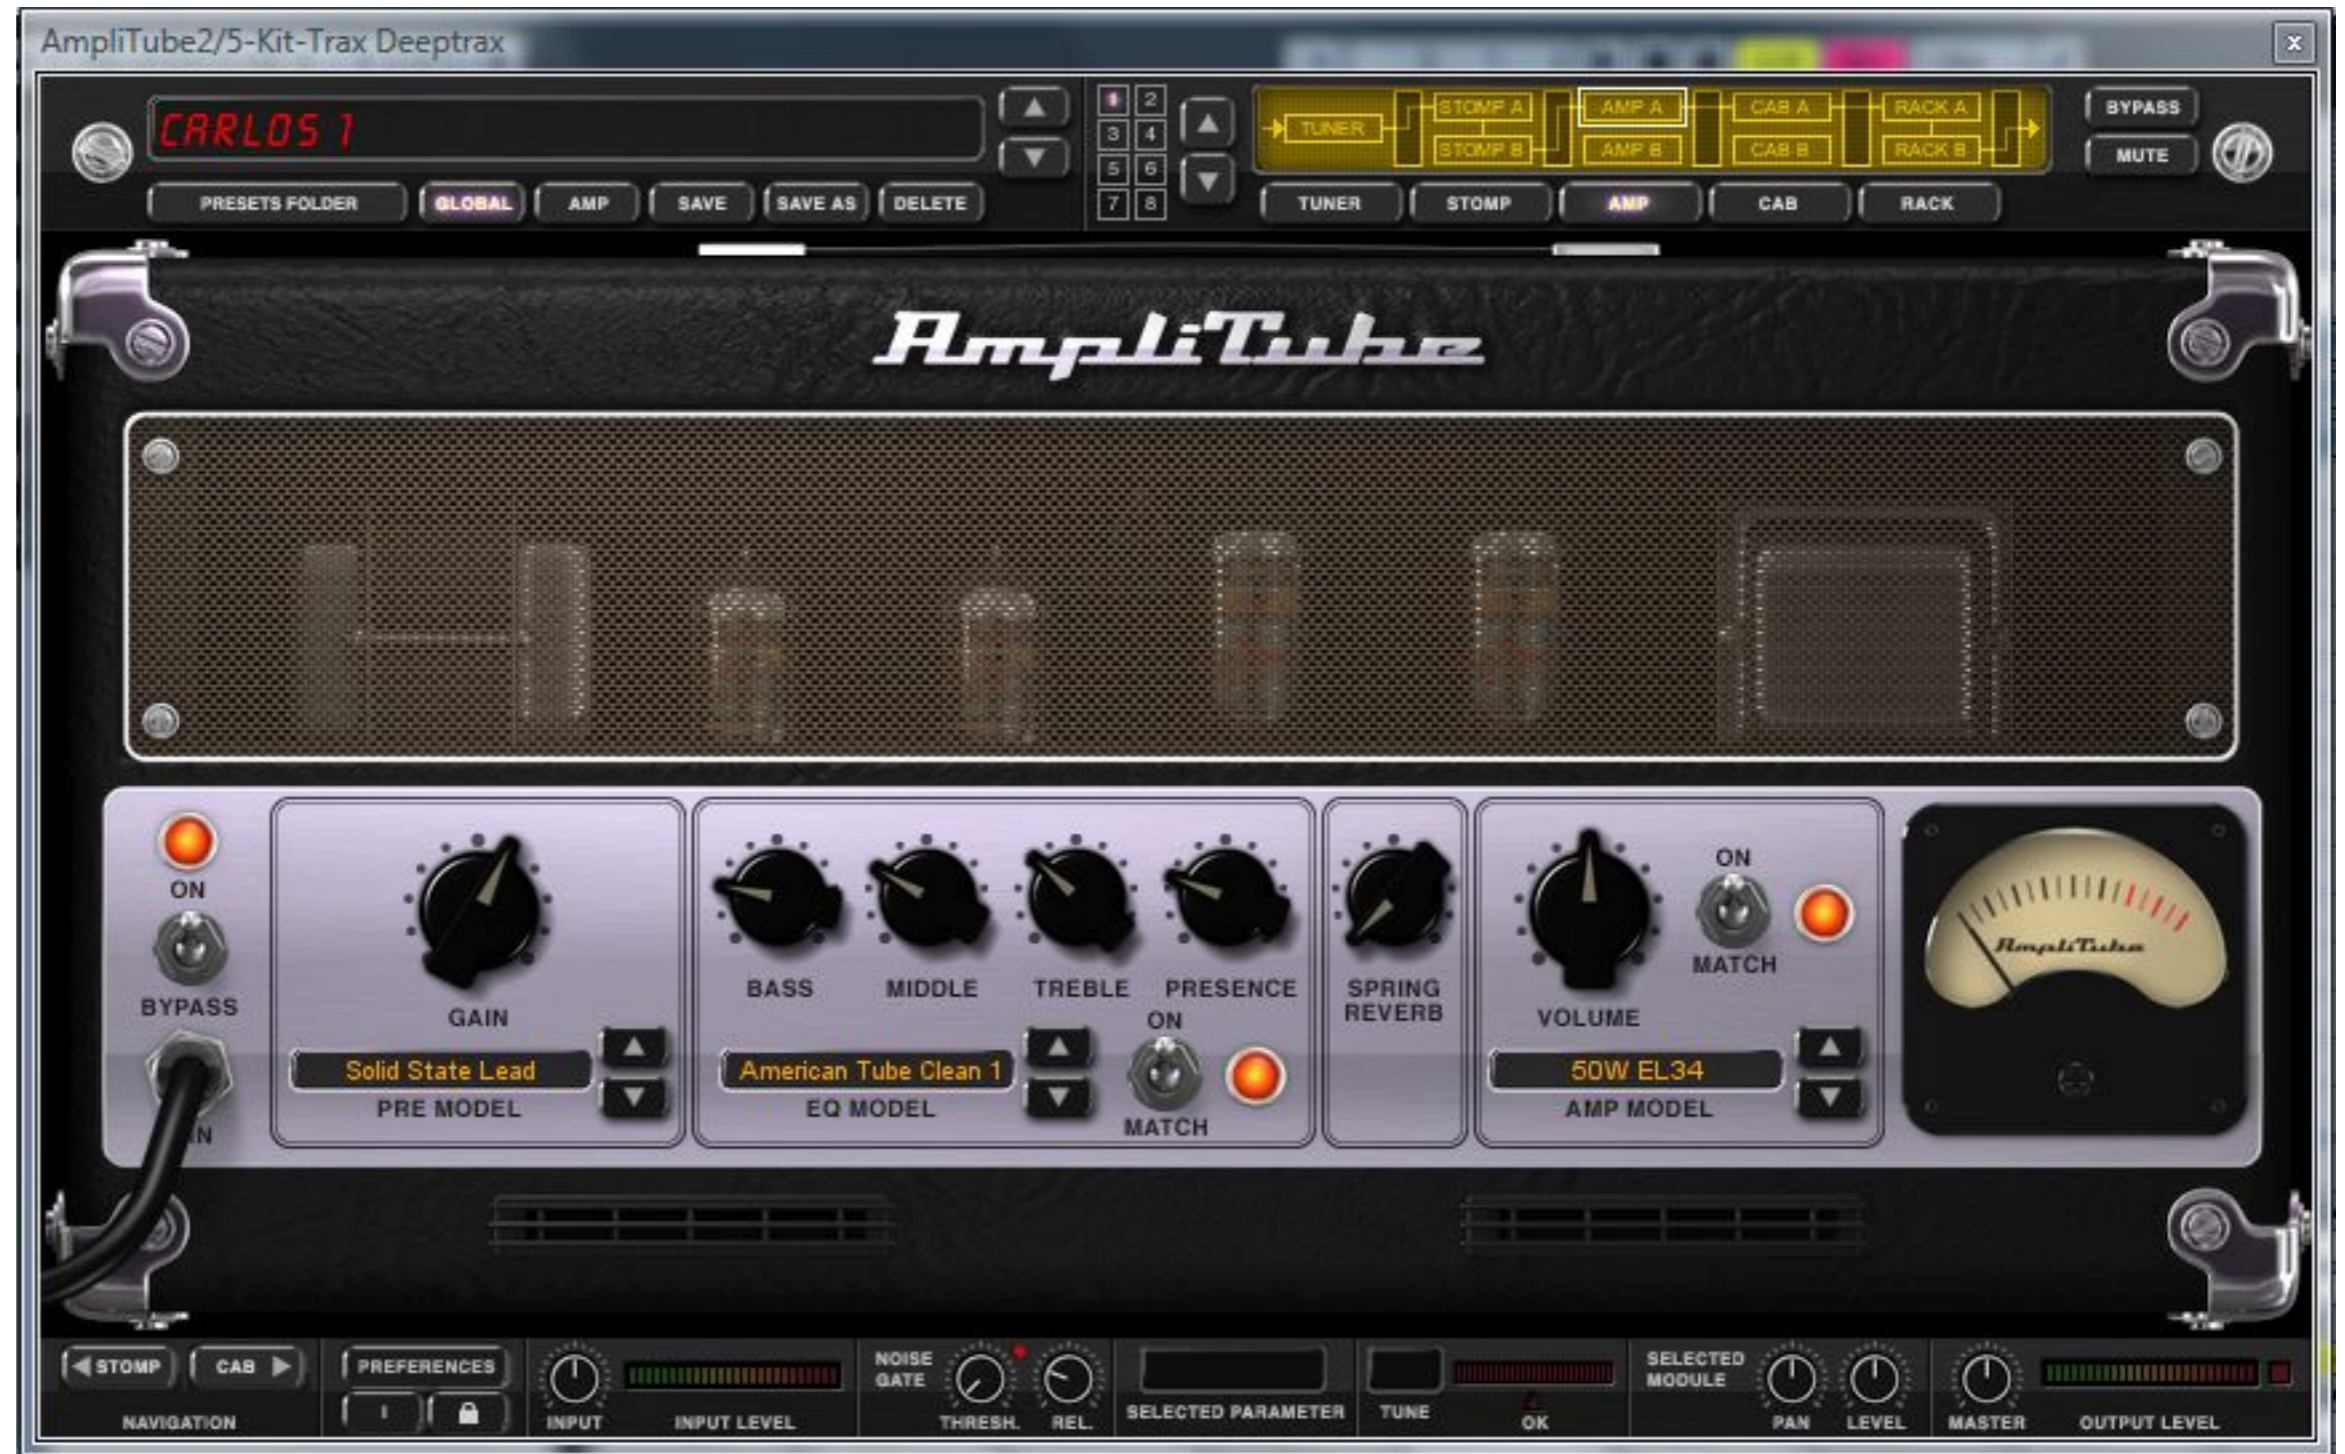 AmpliTube2/5-Kit-Trax Deeptrax
x
CARLOS 1
1 2
3 4
5 6
7 8
TUNER STOMP A AMP A CAB A RACK A
STOMP B AMP B CAB B RACK B
BYPASS
MUTE
PRESETS FOLDER GLOBAL AMP SAVE SAVE AS DELETE
TUNER STOMP AMP CAB RACK
AmpliTube
ON
BYPASS
IN
GAIN
Solid State Lead
PRE MODEL
BASS MIDDLE TREBLE PRESENCE
American Tube Clean 1
EQ MODEL
ON
MATCH
SPRING
REVERB
VOLUME
ON
MATCH
50W EL34
AMP MODEL
AmpliTube
STOMP CAB
NAVIGATION
PREFERENCES
INPUT
INPUT LEVEL
NOISE
GATE
THRESH. REL.
SELECTED PARAMETER
TUNE
OK
SELECTED
MODULE
PAN LEVEL
MASTER
OUTPUT LEVEL